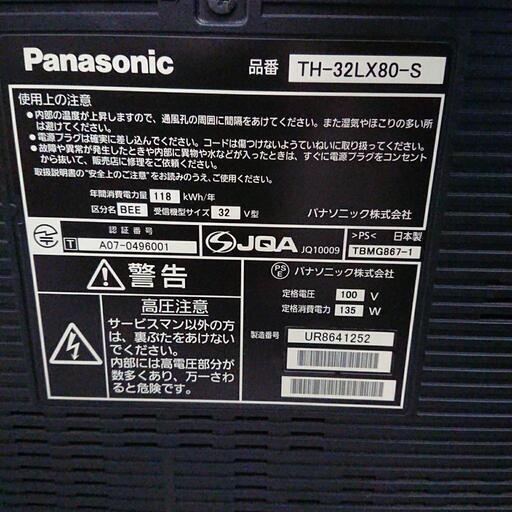 Panasonic 品番 TH-32LX80-S
使用上の注意
●内部の温度が上昇しますので、通風孔の周囲に間隔をあけてください。また湿気やほこりの多い所
は避けてください。
●電源プラグは確実に差し込んでください。コードは傷つけないようていねいに取り扱ってください。
●故障や異常が発生したときや内部に異物や水などが入ったときは、すぐに電源プラグをコンセント
から抜いて、販売店に修理をご依頼ください。
取扱説明書の"安全上のご注意"をお読みのうえ、ご使用ください。
年間消費電力量 118 kWh/年
区分名 BEE 受信機型サイズ 32 V型
パナソニック株式会社
認証番号
T A07-0496001
JQA JQ10009
>PS< 日本製
TBMG867-1
警告
高圧注意
サービスマン以外の方
は、裏ぶたをあけない
でください。
内部には高電圧部分が
数多くあり、万一さわ
ると危険です。
PSE パナソニック株式会社
定格電圧 100 V
定格消費電力 135 W
製造番号 UR8641252